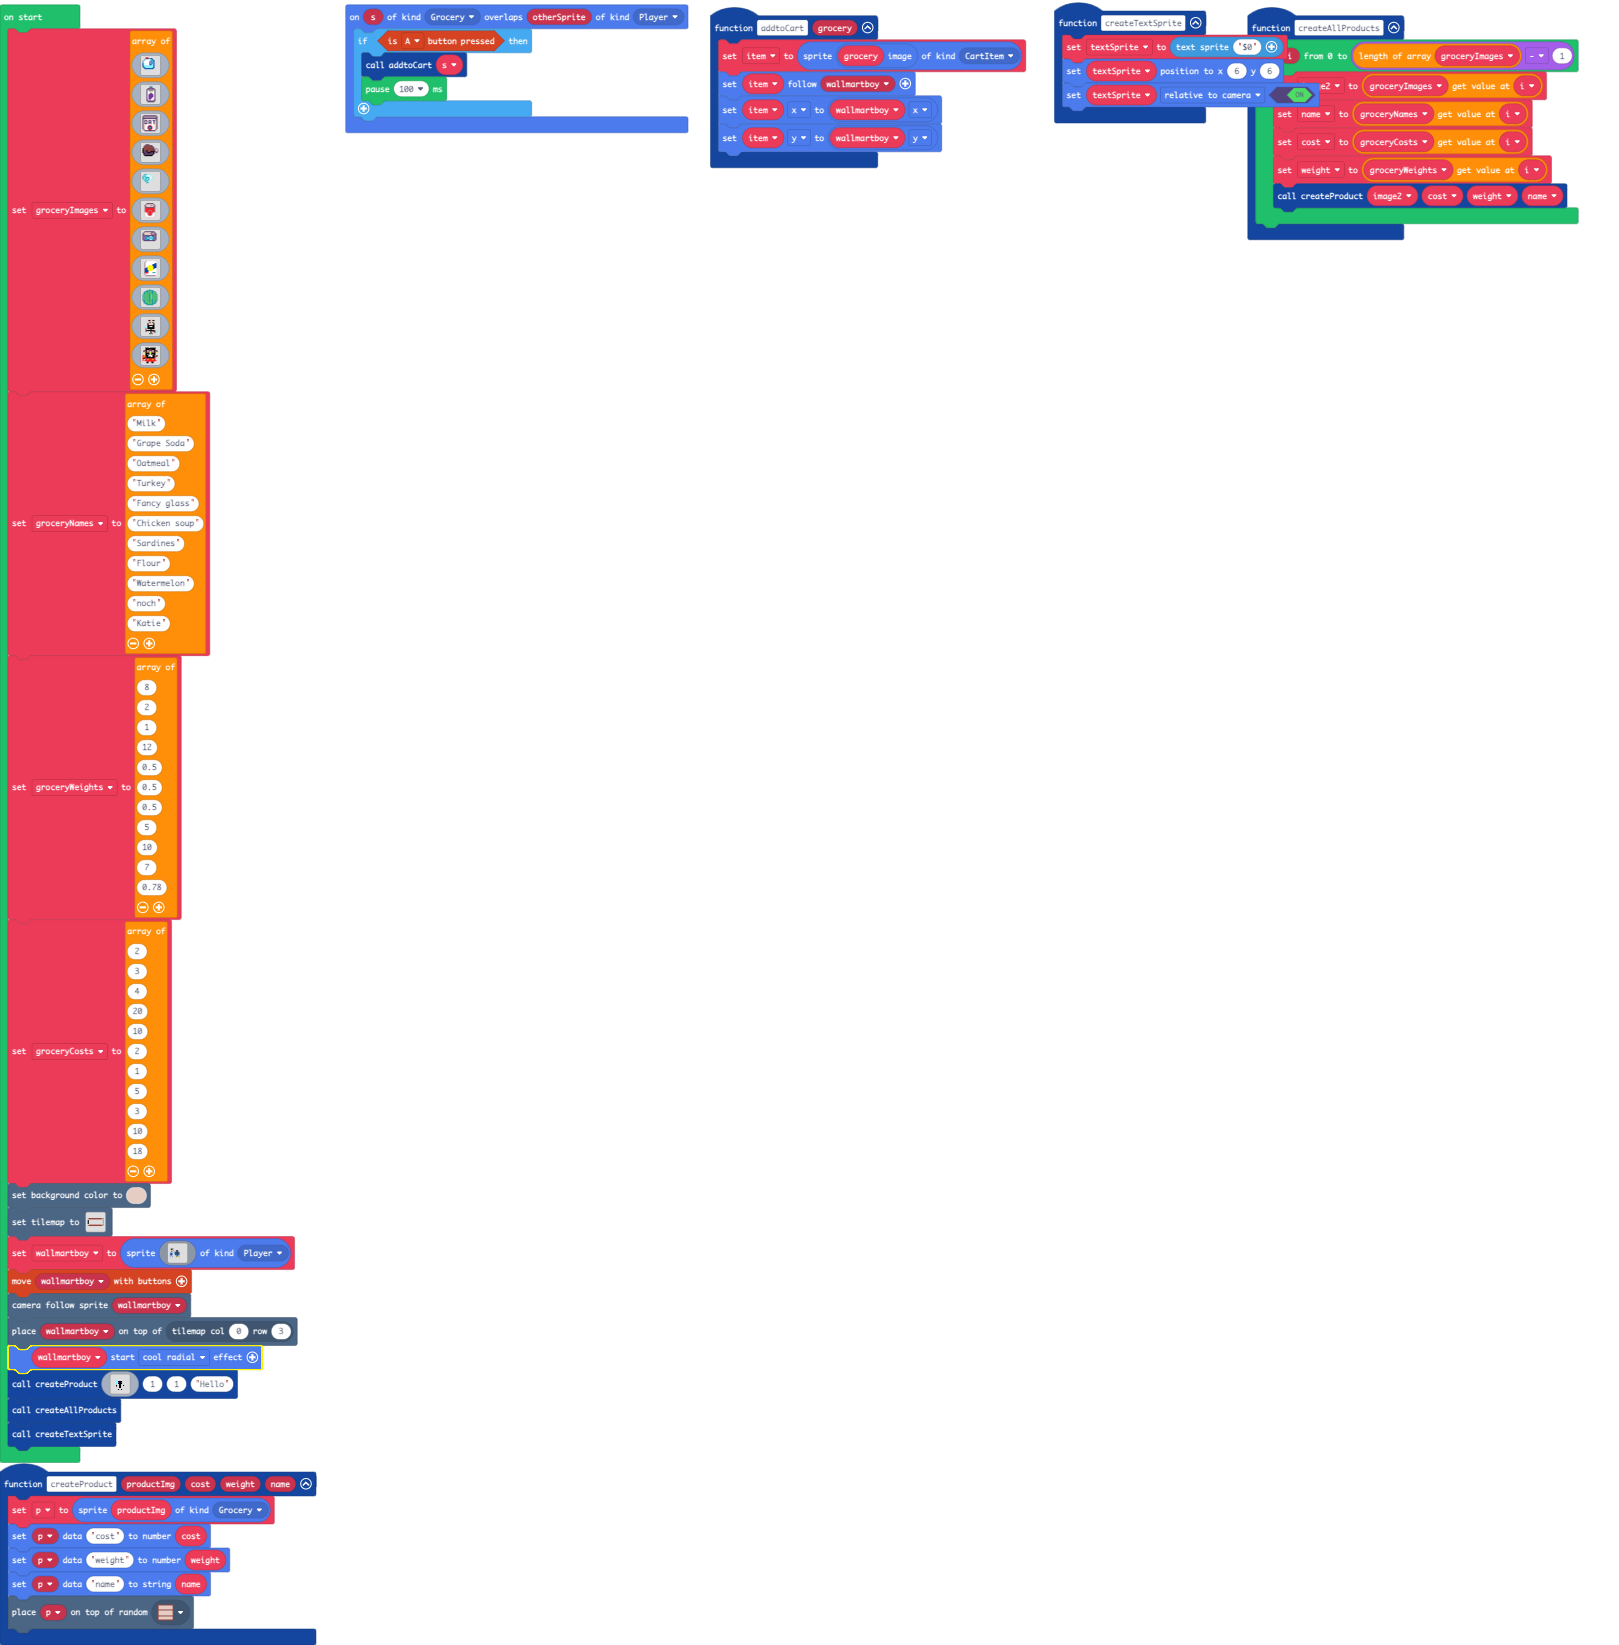 on start
set groceryImages to array of
set groceryNames to array of
"Milk"
"Grape Soda"
"Oatmeal"
"Turkey"
"Fancy glass"
"Chicken soup"
"Sardines"
"Flour"
"Watermelon"
"noch"
"Katie"
set groceryWeights to array of
8
2
1
12
0.5
0.5
0.5
5
10
7
0.78
set groceryCosts to array of
2
3
4
20
10
2
1
5
3
10
18
set background color to
set tilemap to
set wallmartboy to sprite of kind Player
move wallmartboy with buttons
camera follow sprite wallmartboy
place wallmartboy on top of tilemap col 0 row 3
wallmartboy start cool radial effect
call createProduct 1 1 "Hello"
call createAllProducts
call createTextSprite
function createProduct productImg cost weight name
set p to sprite productImg of kind Grocery
set p data "cost" to number cost
set p data "weight" to number weight
set p data "name" to string name
place p on top of random
on s of kind Grocery overlaps otherSprite of kind Player
if is A button pressed then
call addtoCart s
pause 100 ms
function addtoCart grocery
set item to sprite grocery image of kind CartItem
set item follow wallmartboy
set item x to wallmartboy x
set item y to wallmartboy y
function createTextSprite
set textSprite to text sprite "$0"
set textSprite position to x 6 y 6
set textSprite relative to camera ON
function createAllProducts
i from 0 to length of array groceryImages - 1
e2 to groceryImages get value at i
set name to groceryNames get value at i
set cost to groceryCosts get value at i
set weight to groceryWeights get value at i
call createProduct image2 cost weight name